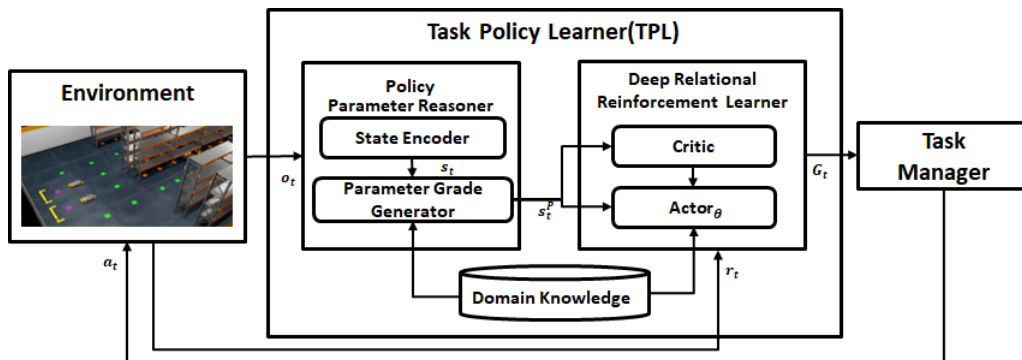 Task Policy Learner(TPL)
Environment
Policy
Parameter Reasoner
State Encoder
s_t
Parameter Grade
Generator
Deep Relational
Reinforcement Learner
Critic
Actor_θ
Task
Manager
o_t
s_t^P
G_t
a_t
r_t
Domain Knowledge